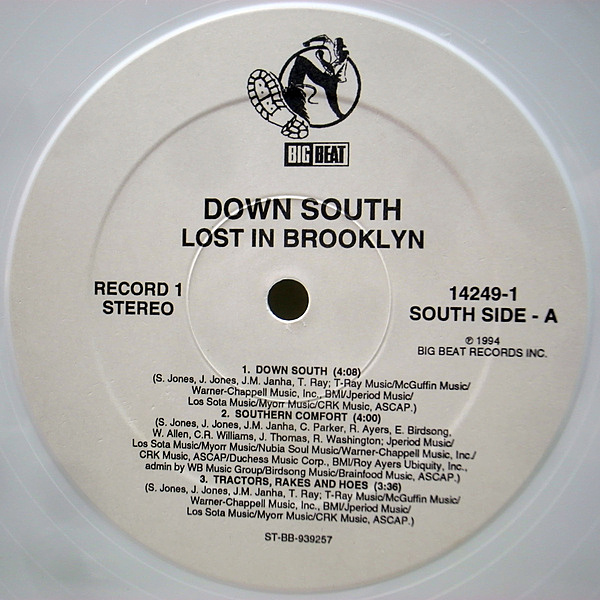 BIG BEAT
DOWN SOUTH
LOST IN BROOKLYN
RECORD 1
STEREO
14249-1
SOUTH SIDE - A
℗ 1994
BIG BEAT RECORDS INC.
1. DOWN SOUTH (4:08)
(S. Jones, J. Jones, J.M. Janha, T. Ray; T-Ray Music/McGuffin Music/
Warner-Chappell Music, Inc., BMI/Jperiod Music/
Los Sota Music/Myorr Music/CRK Music, ASCAP.)
2. SOUTHERN COMFORT (4:00)
(S. Jones, J. Jones, J.M. Janha, C. Parker, R. Ayers, E. Birdsong,
W. Allen, C.R. Williams, J. Thomas, R. Washington; Jperiod Music/
Los Sota Music/Myorr Music/Nubia Soul Music/Warner-Chappell Music, Inc./
CRK Music, ASCAP/Duchess Music Corp., BMI/Roy Ayers Ubiquity, Inc.,
admin by WB Music Group/Birdsong Music/Brainfood Music, ASCAP.)
3. TRACTORS, RAKES AND HOES (3:36)
(S. Jones, J. Jones, J.M. Janha, T. Ray; T-Ray Music/McGuffin Music/
Warner-Chappell Music, Inc., BMI/Jperiod Music/
Los Sota Music/Myorr Music/CRK Music, ASCAP.)
ST-BB-939257